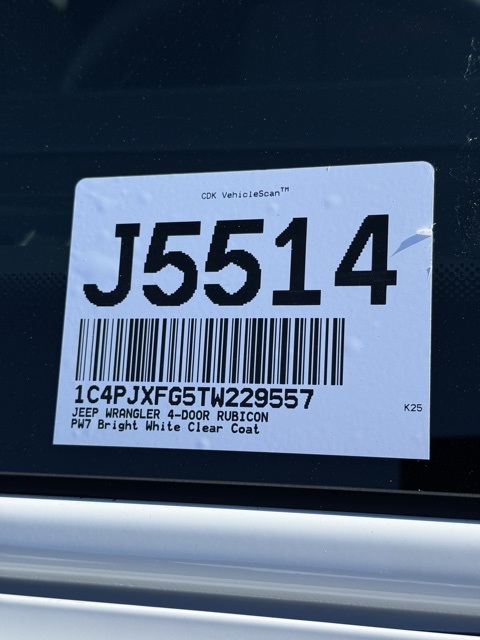 CDK VehicleScan™
J5514
1C4PJXFG5TW229557
JEEP WRANGLER 4-DOOR RUBICON
PW7 Bright White Clear Coat
K25